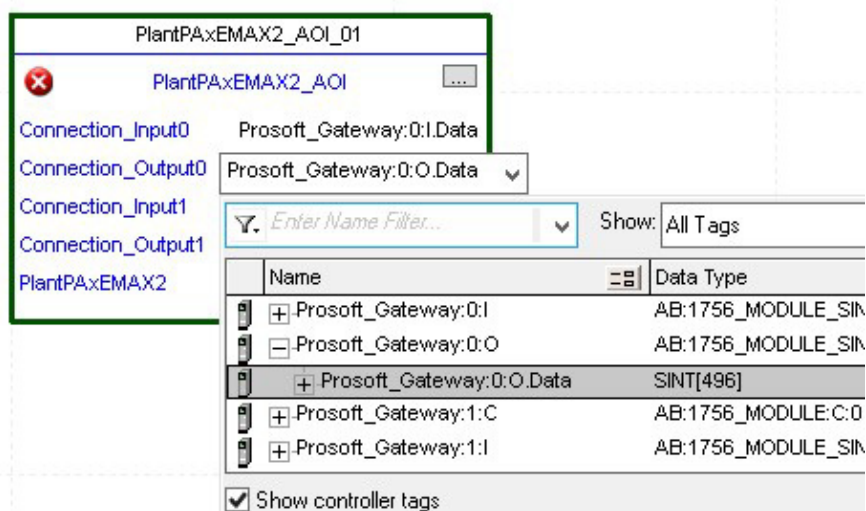 PlantPAxEMAX2_AOI_01
PlantPAxEMAX2_AOI ...
Connection_Input0 Prosoft_Gateway:0:I.Data
Connection_Output0 Prosoft_Gateway:0:O.Data
Connection_Input1
Connection_Output1
PlantPAxEMAX2
Enter Name Filter... Show: All Tags
Name Data Type
Prosoft_Gateway:0:I AB:1756_MODULE_SIN
Prosoft_Gateway:0:O AB:1756_MODULE_SIN
Prosoft_Gateway:0:O.Data SINT[496]
Prosoft_Gateway:1:C AB:1756_MODULE:C:0
Prosoft_Gateway:1:I AB:1756_MODULE_SIN
Show controller tags